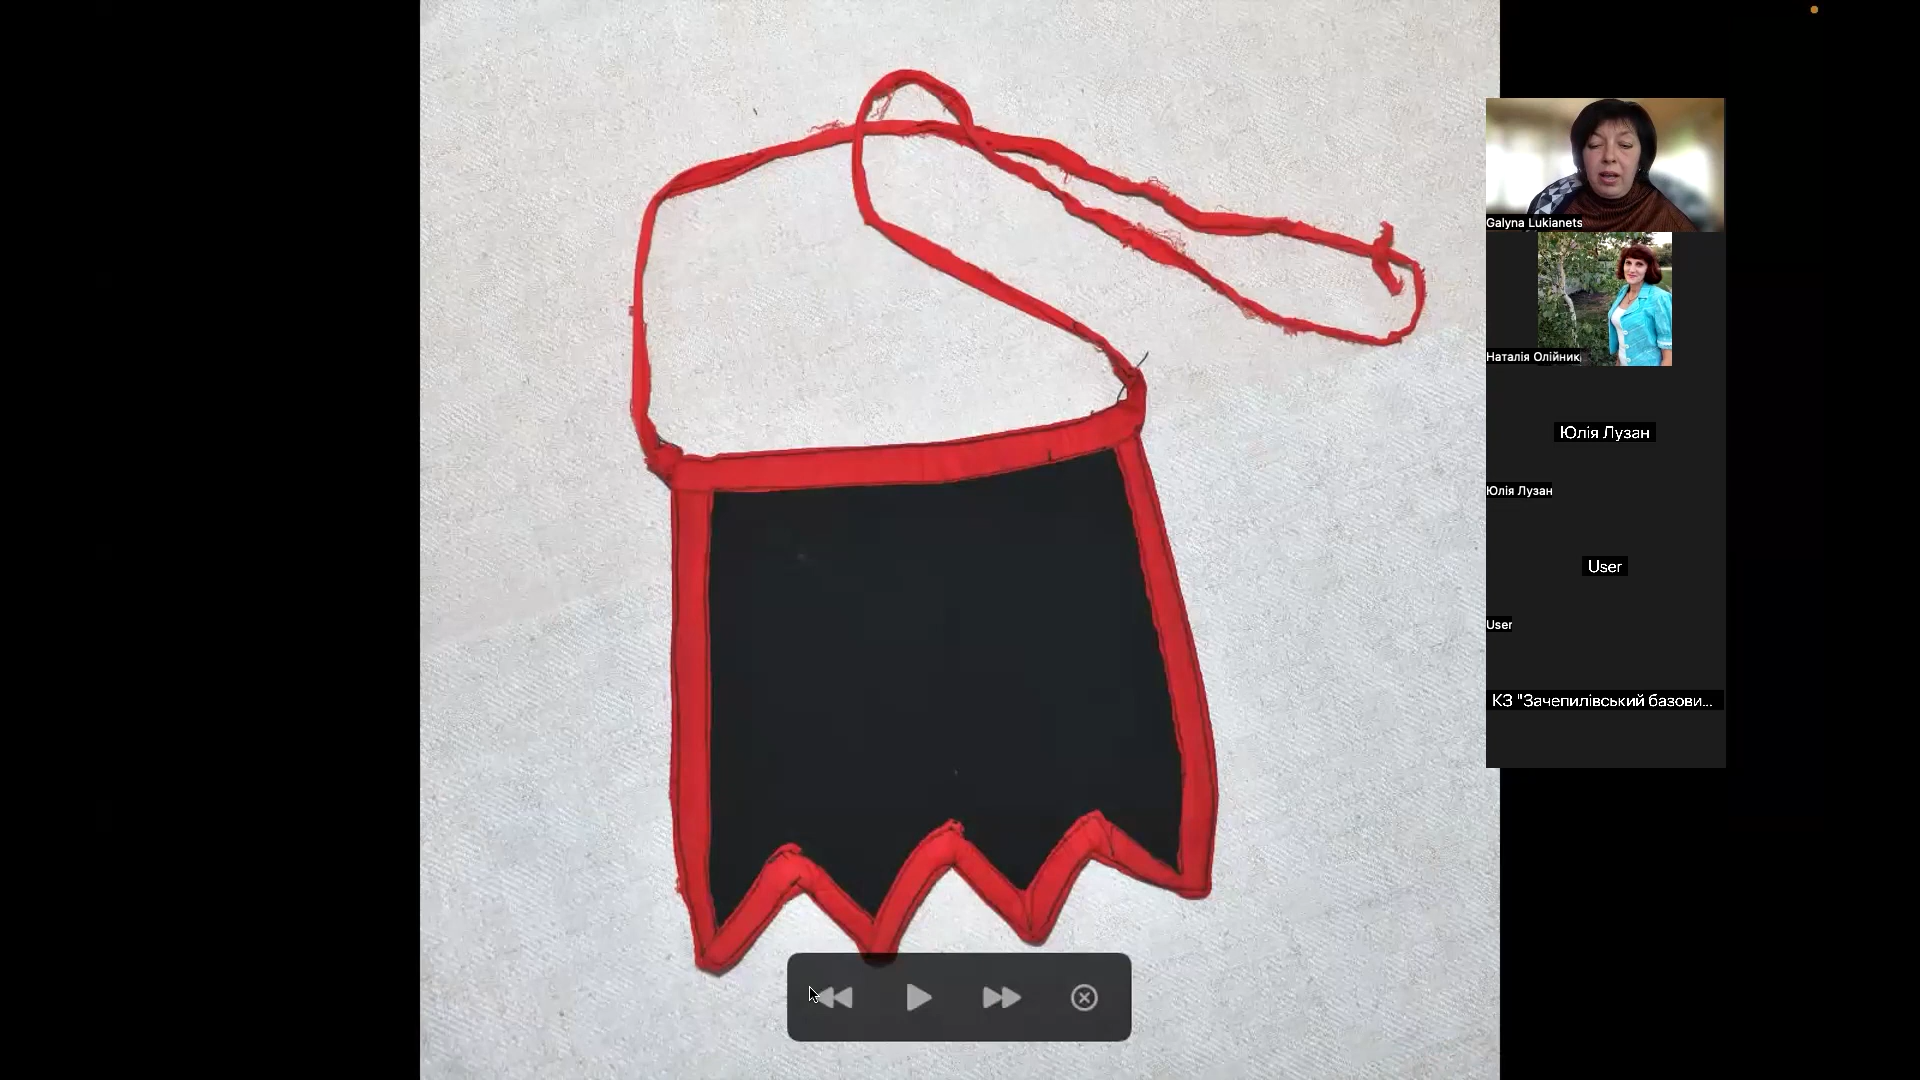 Galyna Lukianets
Наталія Олійник
Юлія Лузан
Юлія Лузан
User
User
КЗ "Зачепилівський базови...